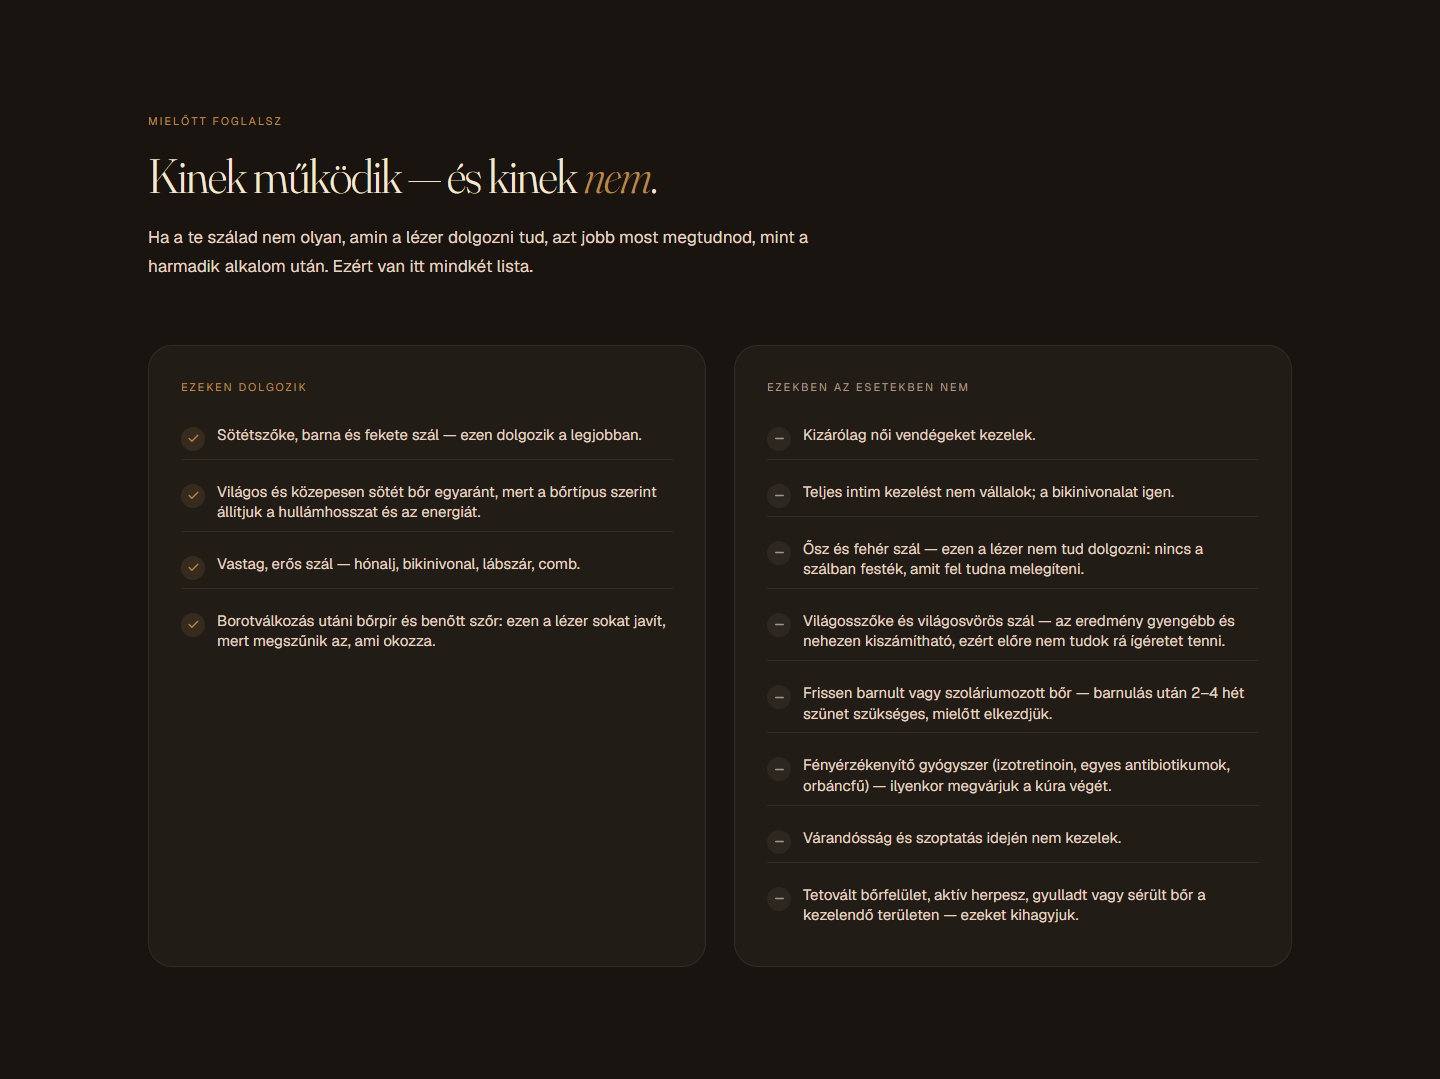 MIELŐTT FOGLALSZ
Kinek működik — és kinek nem.
Ha a te szálad nem olyan, amin a lézer dolgozni tud, azt jobb most megtudnod, mint a
harmadik alkalom után. Ezért van itt mindkét lista.
EZEKEN DOLGOZIK
Sötétszőke, barna és fekete szál — ezen dolgozik a legjobban.
Világos és közepesen sötét bőr egyaránt, mert a bőrtípus szerint
állítjuk a hullámhosszat és az energiát.
Vastag, erős szál — hónalj, bikinivonal, lábszár, comb.
Borotválkozás utáni bőrpír és benőtt szőr: ezen a lézer sokat javít,
mert megszűnik az, ami okozza.
EZEKBEN AZ ESETEKBEN NEM
Kizárólag női vendégeket kezelek.
Teljes intim kezelést nem vállalok; a bikinivonalat igen.
Ősz és fehér szál — ezen a lézer nem tud dolgozni: nincs a
szálban festék, amit fel tudna melegíteni.
Világosszőke és világosvörös szál — az eredmény gyengébb és
nehezen kiszámítható, ezért előre nem tudok rá ígéretet tenni.
Frissen barnult vagy szoláriumozott bőr — barnulás után 2–4 hét
szünet szükséges, mielőtt elkezdjük.
Fényérzékenyítő gyógyszer (izotretinoin, egyes antibiotikumok,
orbáncfű) — ilyenkor megvárjuk a kúra végét.
Várandósság és szoptatás idején nem kezelek.
Tetovált bőrfelület, aktív herpesz, gyulladt vagy sérült bőr a
kezelendő területen — ezeket kihagyjuk.